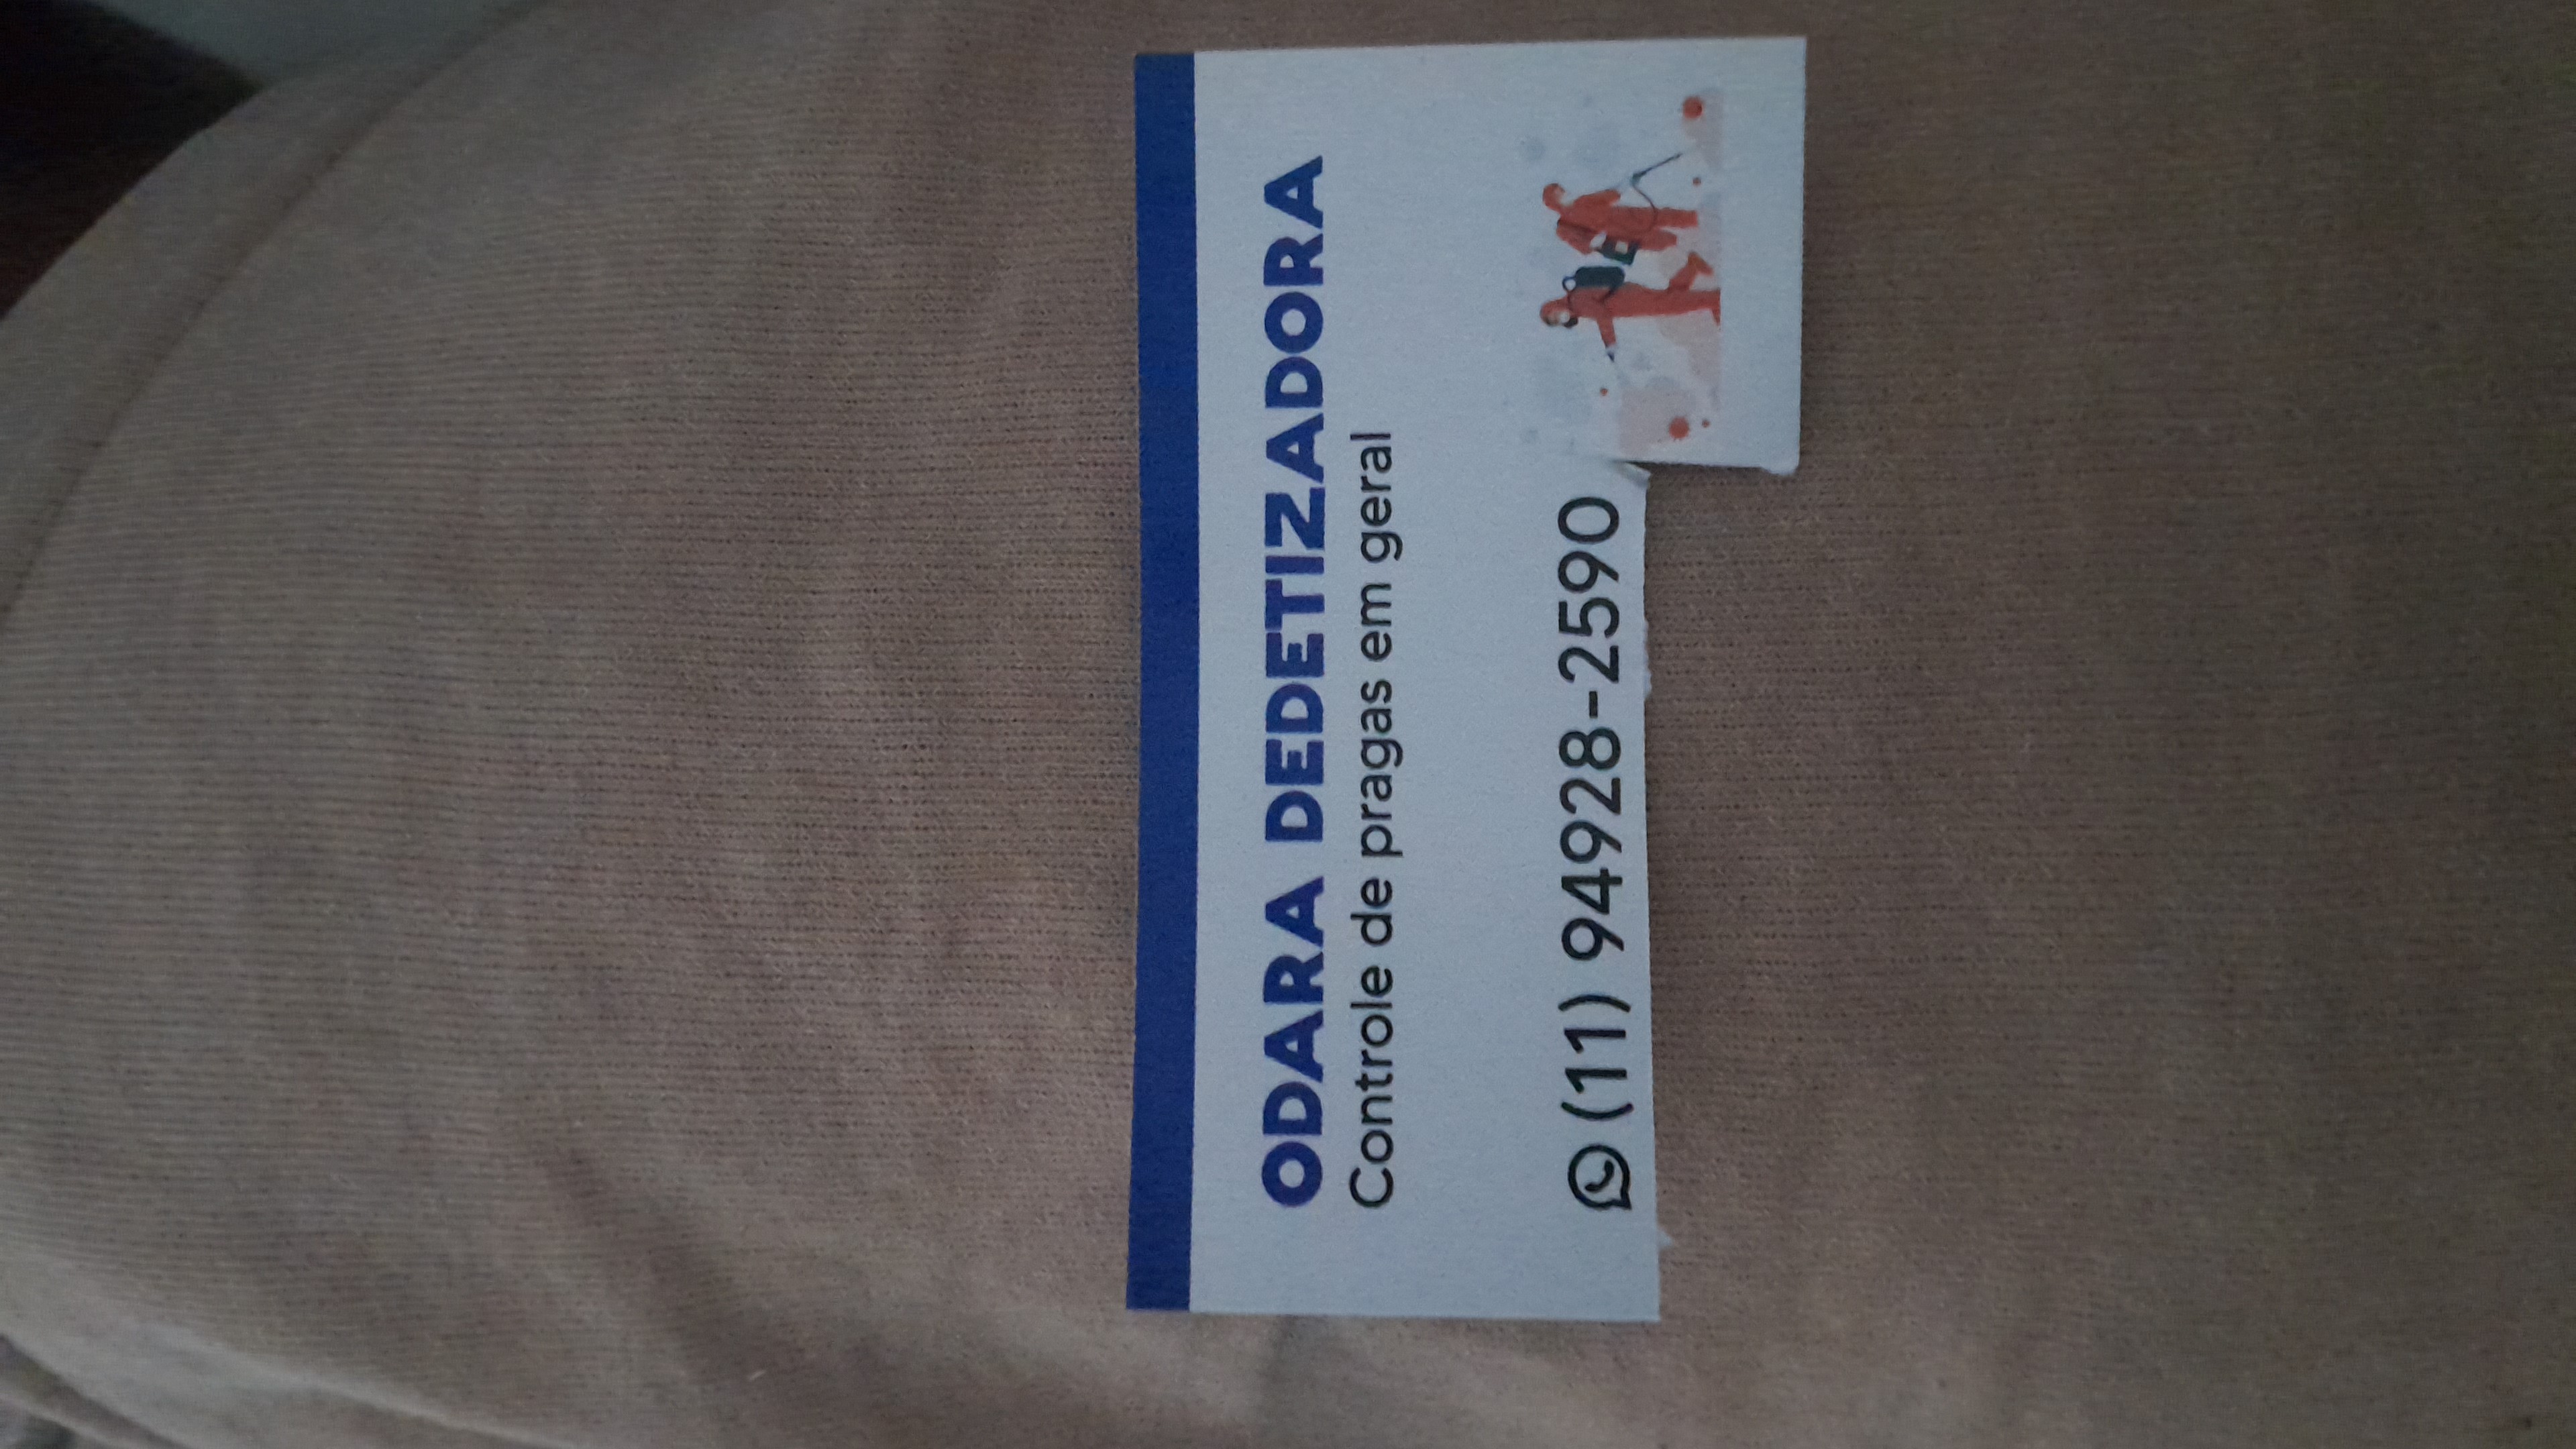 ODARA DEDETIZADORA
Controle de pragas em geral
(11) 94928-2590